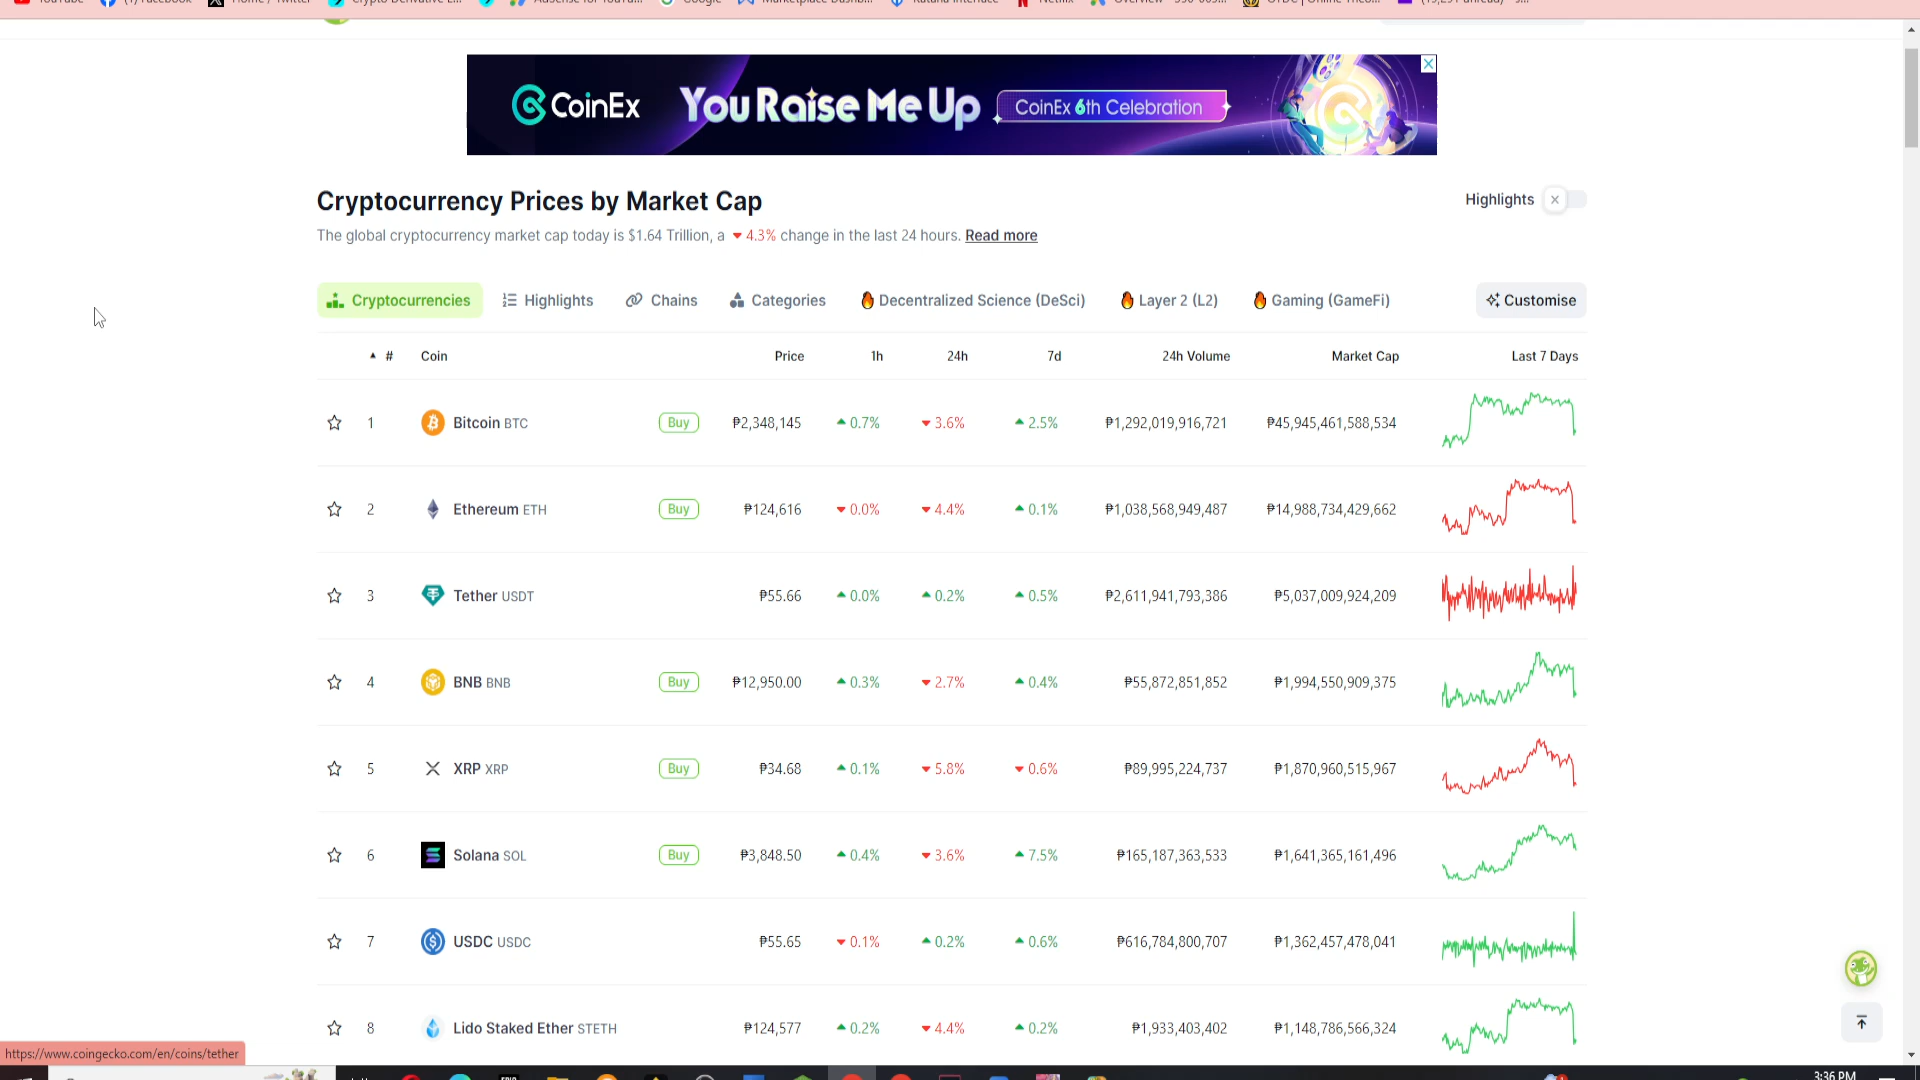 CoinEx You Raise Me Up CoinEx 6th Celebration
Cryptocurrency Prices by Market Cap
Highlights
The global cryptocurrency market cap today is $1.64 Trillion, a 4.3% change in the last 24 hours. Read more
Cryptocurrencies Highlights Chains Categories Decentralized Science (DeSci) Layer 2 (L2) Gaming (GameFi) Customise
# Coin Price 1h 24h 7d 24h Volume Market Cap Last 7 Days
1 Bitcoin BTC Buy ₱2,348,145 0.7% 3.6% 2.5% ₱1,292,019,916,721 ₱45,945,461,588,534
2 Ethereum ETH Buy ₱124,616 0.0% 4.4% 0.1% ₱1,038,568,949,487 ₱14,988,734,429,662
3 Tether USDT ₱55.66 0.0% 0.2% 0.5% ₱2,611,941,793,386 ₱5,037,009,924,209
4 BNB BNB Buy ₱12,950.00 0.3% 2.7% 0.4% ₱55,872,851,852 ₱1,994,550,909,375
5 XRP XRP Buy ₱34.68 0.1% 5.8% 0.6% ₱89,995,224,737 ₱1,870,960,515,967
6 Solana SOL Buy ₱3,848.50 0.4% 3.6% 7.5% ₱165,187,363,533 ₱1,641,365,161,496
7 USDC USDC ₱55.65 0.1% 0.2% 0.6% ₱616,784,800,707 ₱1,362,457,478,041
8 Lido Staked Ether STETH ₱124,577 0.2% 4.4% 0.2% ₱1,933,403,402 ₱1,148,786,566,324
https://www.coingecko.com/en/coins/tether
3:36 PM